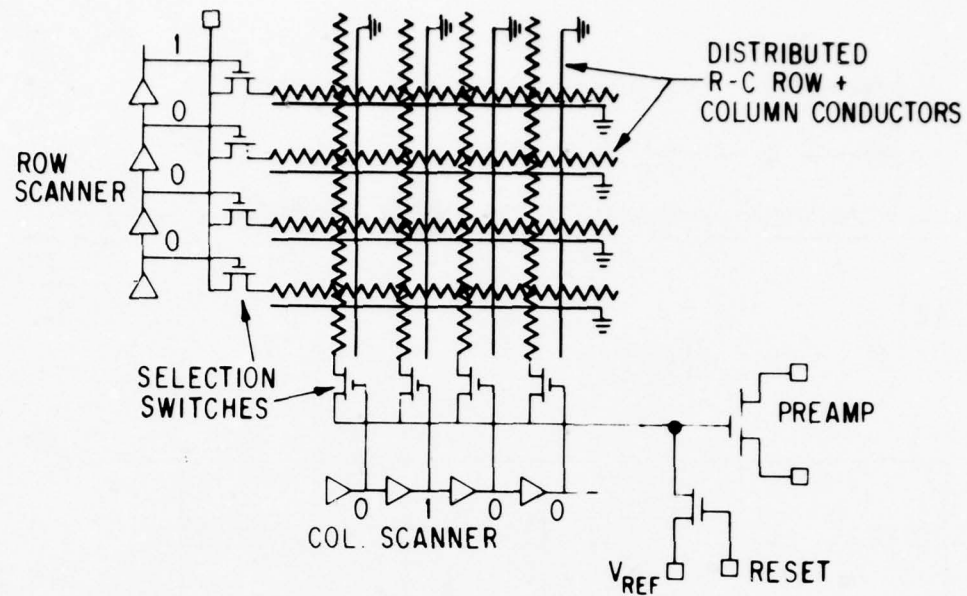 1
DISTRIBUTED
R-C ROW +
COLUMN CONDUCTORS
0
ROW
SCANNER
0
0
SELECTION
SWITCHES
PREAMP
0 1 0 0
COL. SCANNER
VREF
RESET